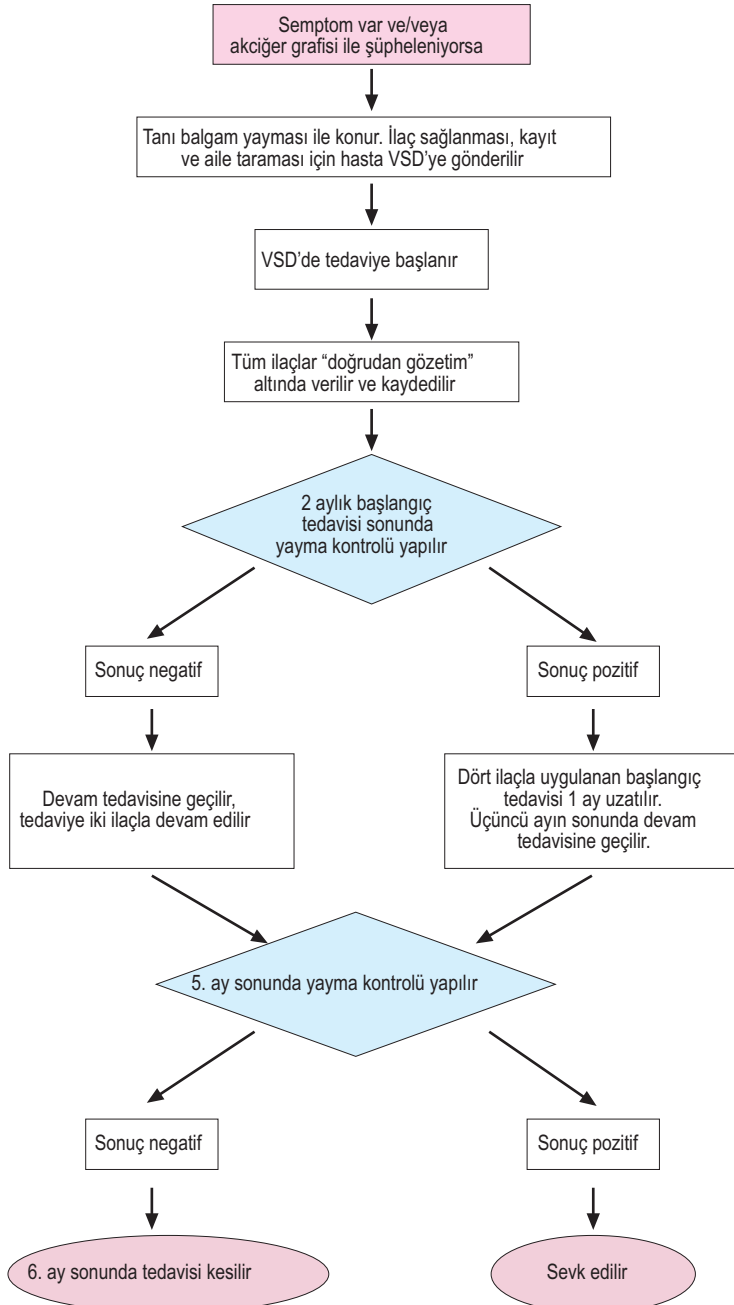 Semptom var ve/veya
akciğer grafisi ile şüpheleniyorsa
Tanı balgam yayması ile konur. İlaç sağlanması, kayıt
ve aile taraması için hasta VSD’ye gönderilir
VSD’de tedaviye başlanır
Tüm ilaçlar “doğrudan gözetim”
altında verilir ve kaydedilir
2 aylık başlangıç
tedavisi sonunda
yayma kontrolü yapılır
Sonuç negatif
Sonuç pozitif
Devam tedavisine geçilir,
tedaviye iki ilaçla devam edilir
Dört ilaçla uygulanan başlangıç
tedavisi 1 ay uzatılır.
Üçüncü ayın sonunda devam
tedavisine geçilir.
5. ay sonunda yayma kontrolü yapılır
Sonuç negatif
Sonuç pozitif
6. ay sonunda tedavisi kesilir
Sevk edilir